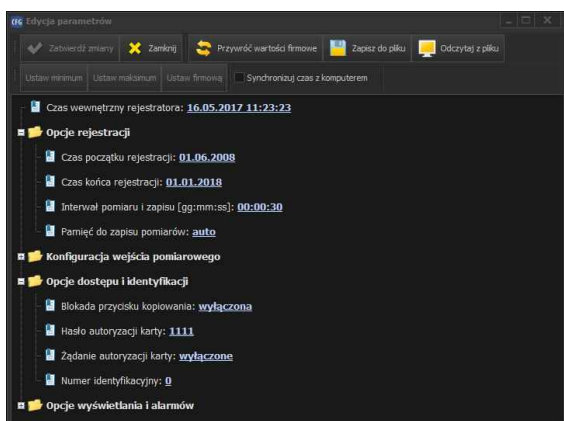 CFG Edycja parametrów
Zatwierdź zmiany Zamknij Przywróć wartości firmowe Zapisz do pliku Odczytaj z pliku
Ustaw minimum Ustaw maksimum Ustaw firmową Synchronizuj czas z komputerem
Czas wewnętrzny rejestratora: 16.05.2017 11:23:23
Opcje rejestracji
Czas początku rejestracji: 01.06.2008
Czas końca rejestracji: 01.01.2018
Interwał pomiaru i zapisu [gg:mm:ss]: 00:00:30
Pamięć do zapisu pomiarów: auto
Konfiguracja wejścia pomiarowego
Opcje dostępu i identyfikacji
Blokada przycisku kopiowania: wyłączona
Hasło autoryzacji karty: 1111
Żądanie autoryzacji karty: wyłączone
Numer identyfikacyjny: 0
Opcje wyświetlania i alarmów